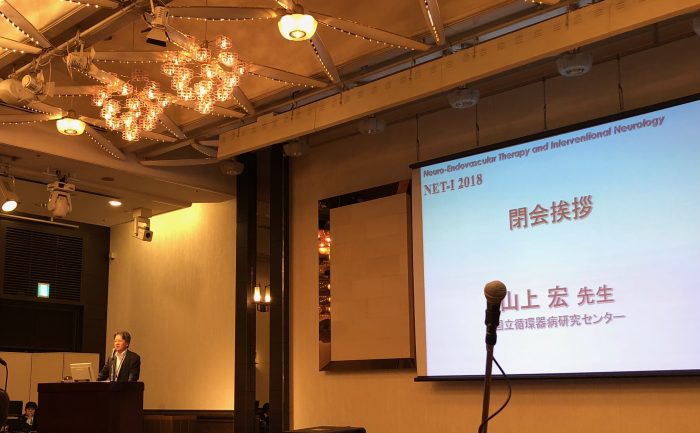 Neuro-Endovascular Therapy and Interventional Neurology
NET-I 2018
閉会挨拶
山上 宏 先生
国立循環器病研究センター